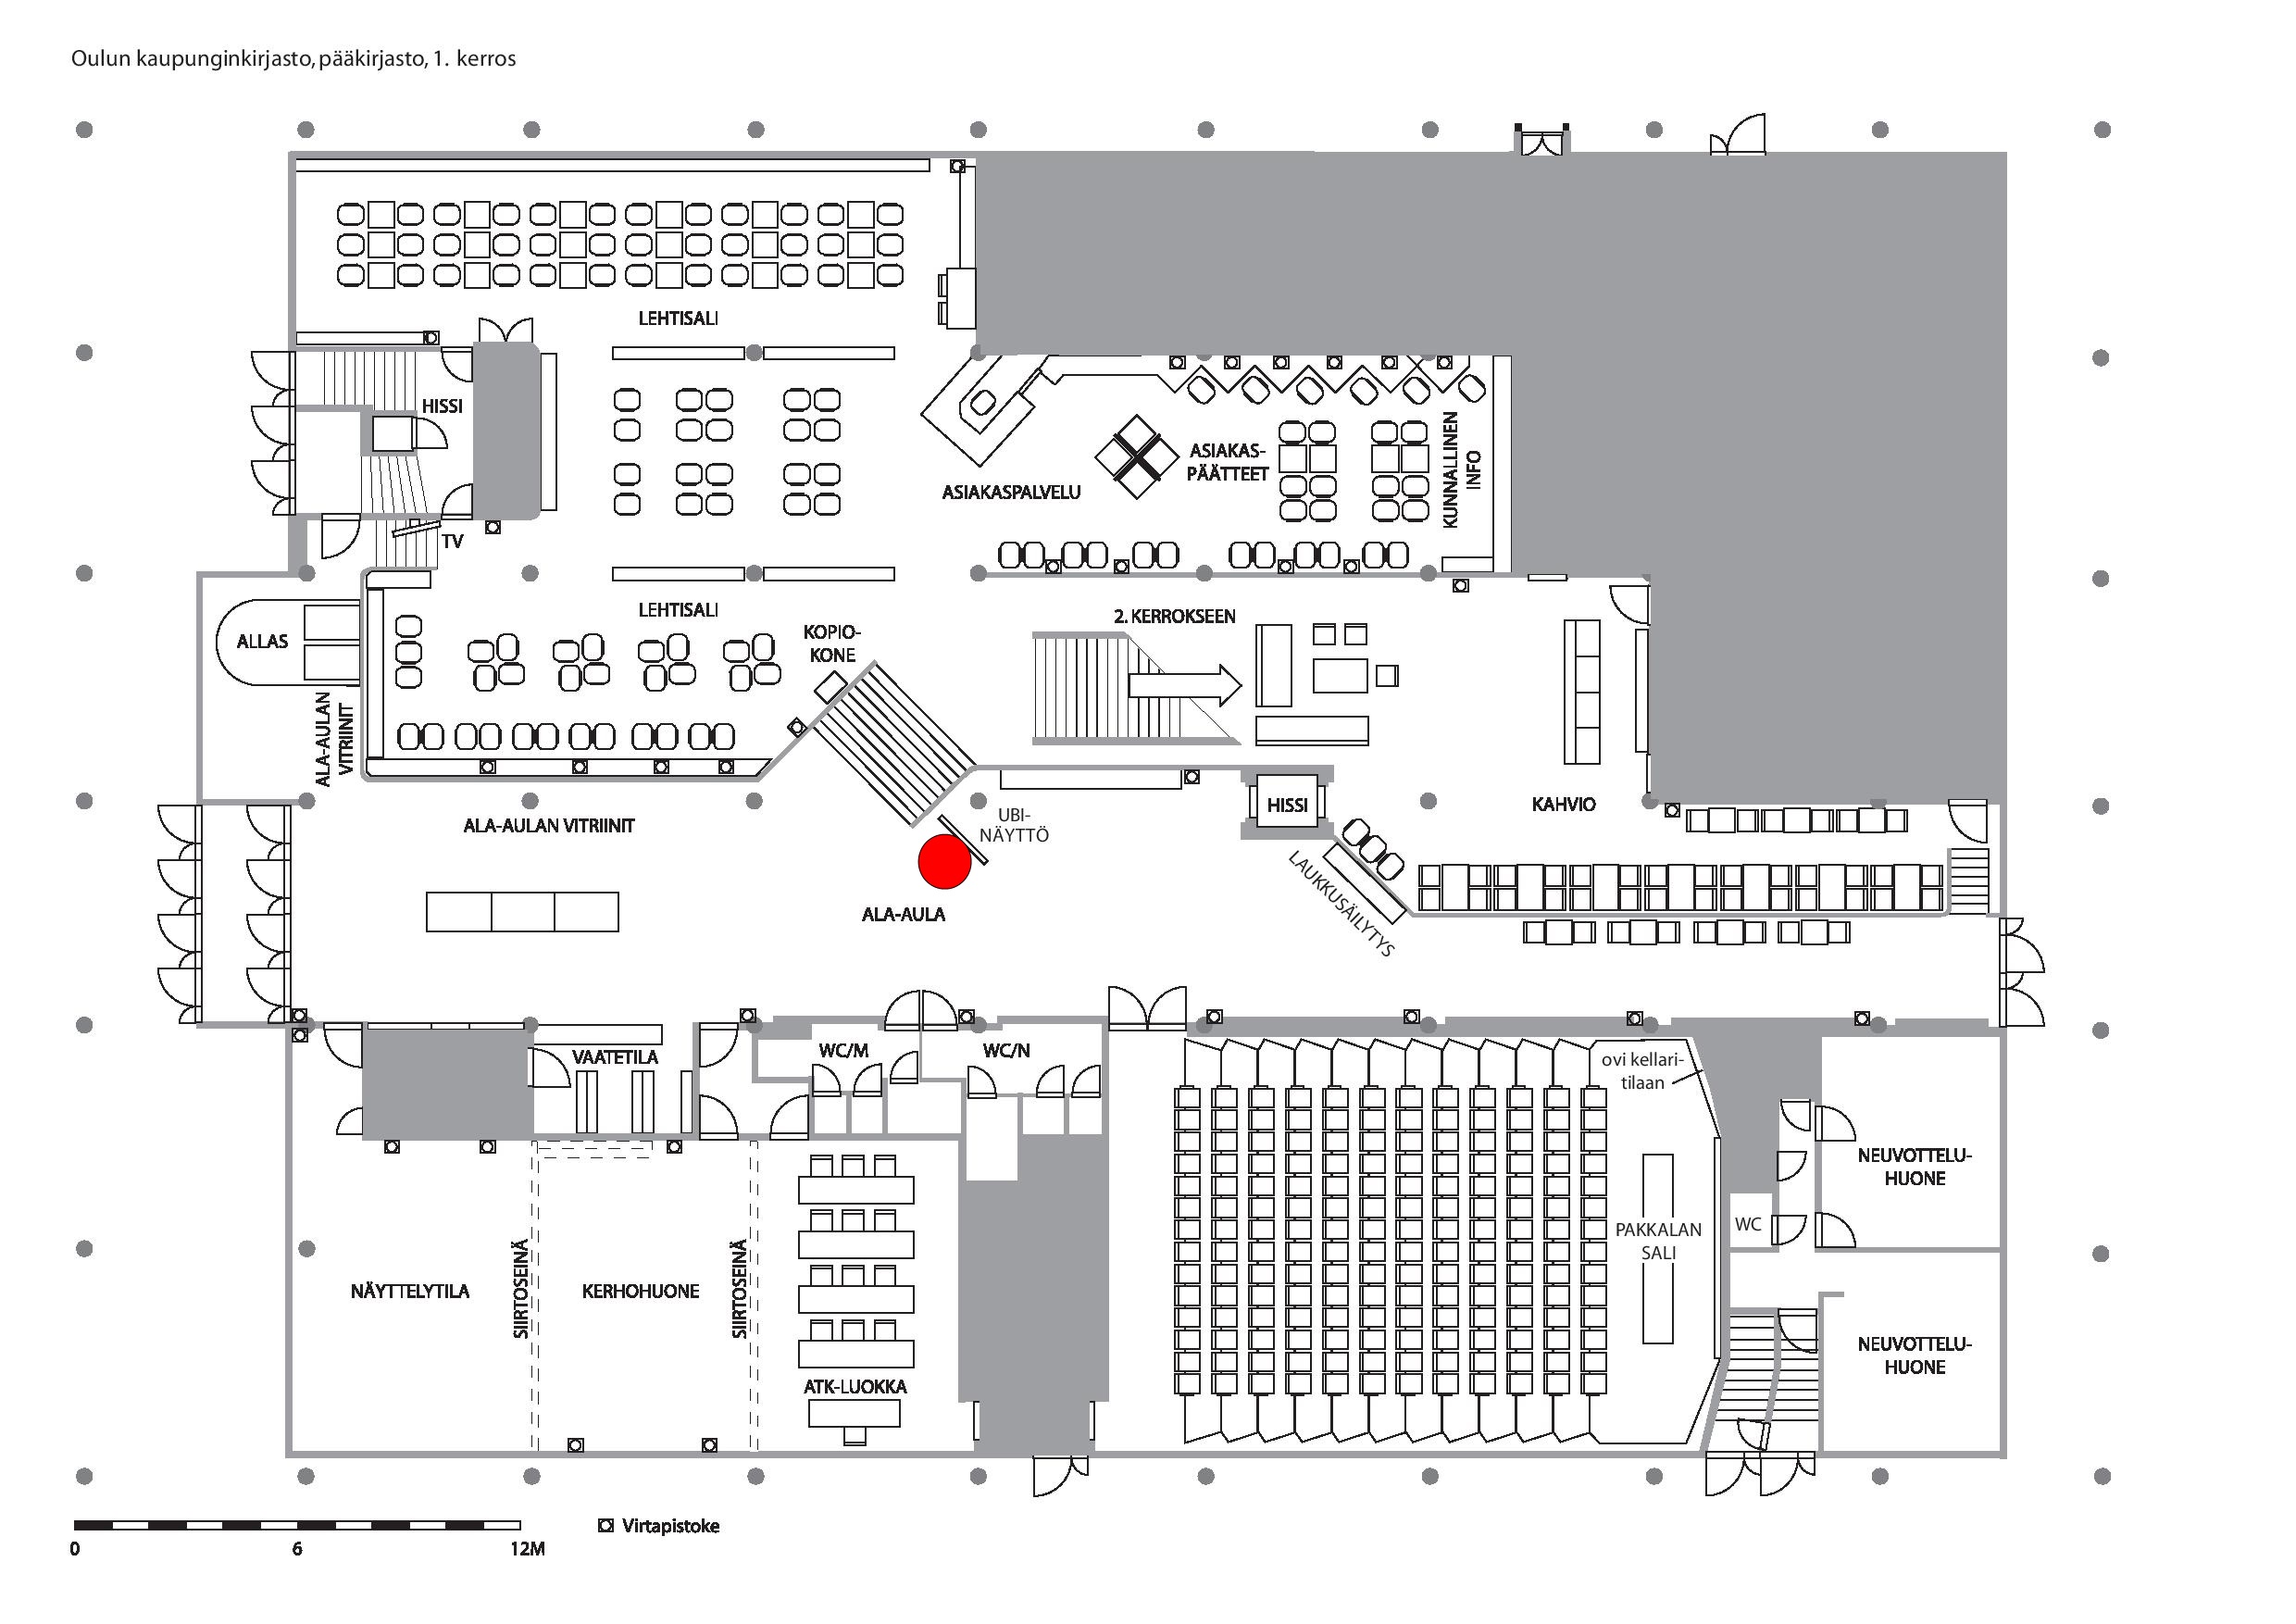 Oulun kaupunginkirjasto, pääkirjasto, 1. kerros
LEHTISALI
HISSI
TV
ASIAKASPALVELU
ASIAKAS-
PÄÄTTEET
KUNNALLINEN
INFO
ALLAS
ALA-AULAN
VITRIINIT
LEHTISALI
KOPIO-
KONE
2. KERROKSEEN
HISSI
KAHVIO
ALA-AULAN VITRIINIT
UBI-
NÄYTTÖ
ALA-AULA
LAUKKUSÄILYTYS
VAATETILA
WC/M
WC/N
ovi kellari-
tilaan
NÄYTTELYTILA
SIIRTOSEINÄ
KERHOHUONE
SIIRTOSEINÄ
ATK-LUOKKA
PAKKALAN
SALI
WC
NEUVOTTELU-
HUONE
NEUVOTTELU-
HUONE
0
6
12M
Virtapistoke